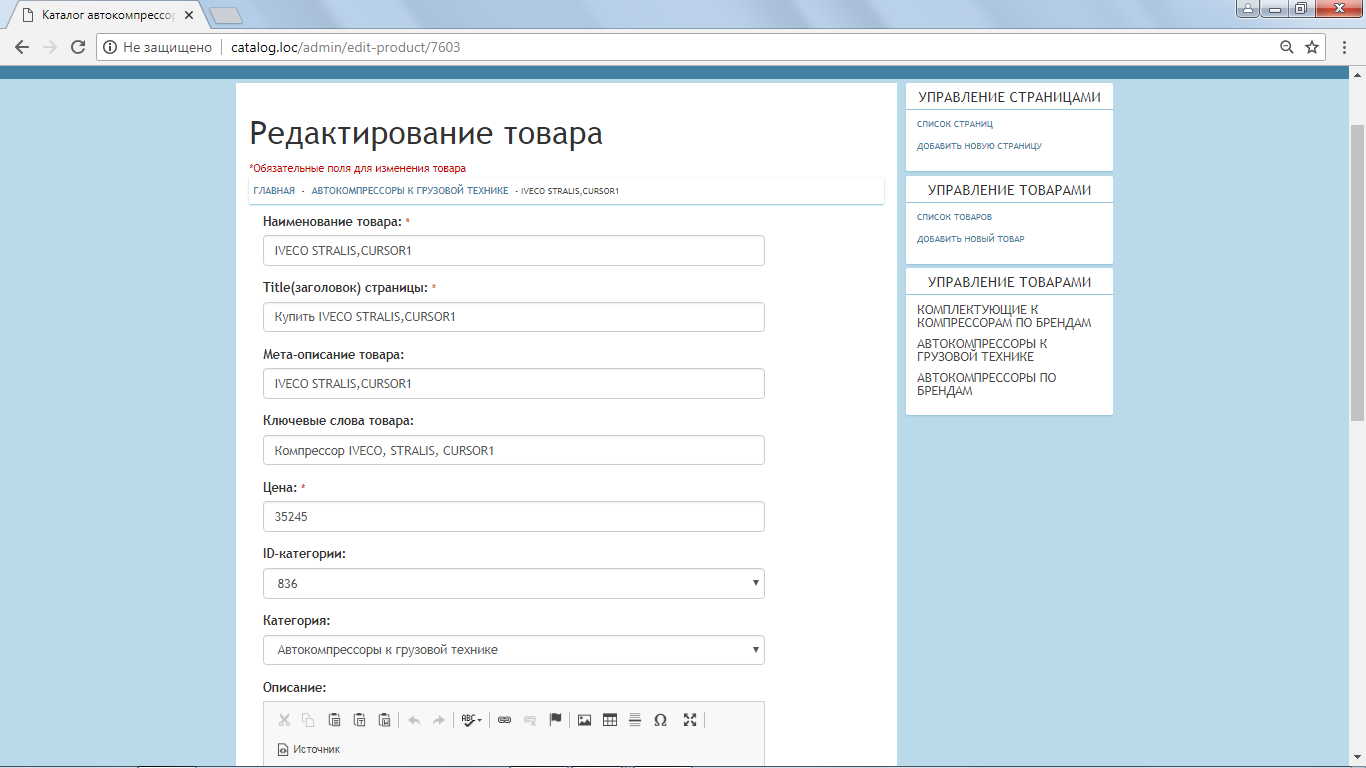 Каталог автокомпрессор
Не защищено
catalog.loc/admin/edit-product/7603
Редактирование товара
*Обязательные поля для изменения товара
ГЛАВНАЯ - АВТОКОМПРЕССОРЫ К ГРУЗОВОЙ ТЕХНИКЕ - IVECO STRALIS,CURSOR1
Наименование товара: *
IVECO STRALIS,CURSOR1
Title(заголовок) страницы: *
Купить IVECO STRALIS,CURSOR1
Мета-описание товара:
IVECO STRALIS,CURSOR1
Ключевые слова товара:
Компрессор IVECO, STRALIS, CURSOR1
Цена: *
35245
ID-категории:
836
Категория:
Автокомпрессоры к грузовой технике
Описание:
ABC
Ω
Источник
УПРАВЛЕНИЕ СТРАНИЦАМИ
СПИСОК СТРАНИЦ
ДОБАВИТЬ НОВУЮ СТРАНИЦУ
УПРАВЛЕНИЕ ТОВАРАМИ
СПИСОК ТОВАРОВ
ДОБАВИТЬ НОВЫЙ ТОВАР
УПРАВЛЕНИЕ ТОВАРАМИ
КОМПЛЕКТУЮЩИЕ К
КОМПРЕССОРАМ ПО БРЕНДАМ
АВТОКОМПРЕССОРЫ К
ГРУЗОВОЙ ТЕХНИКЕ
АВТОКОМПРЕССОРЫ ПО
БРЕНДАМ